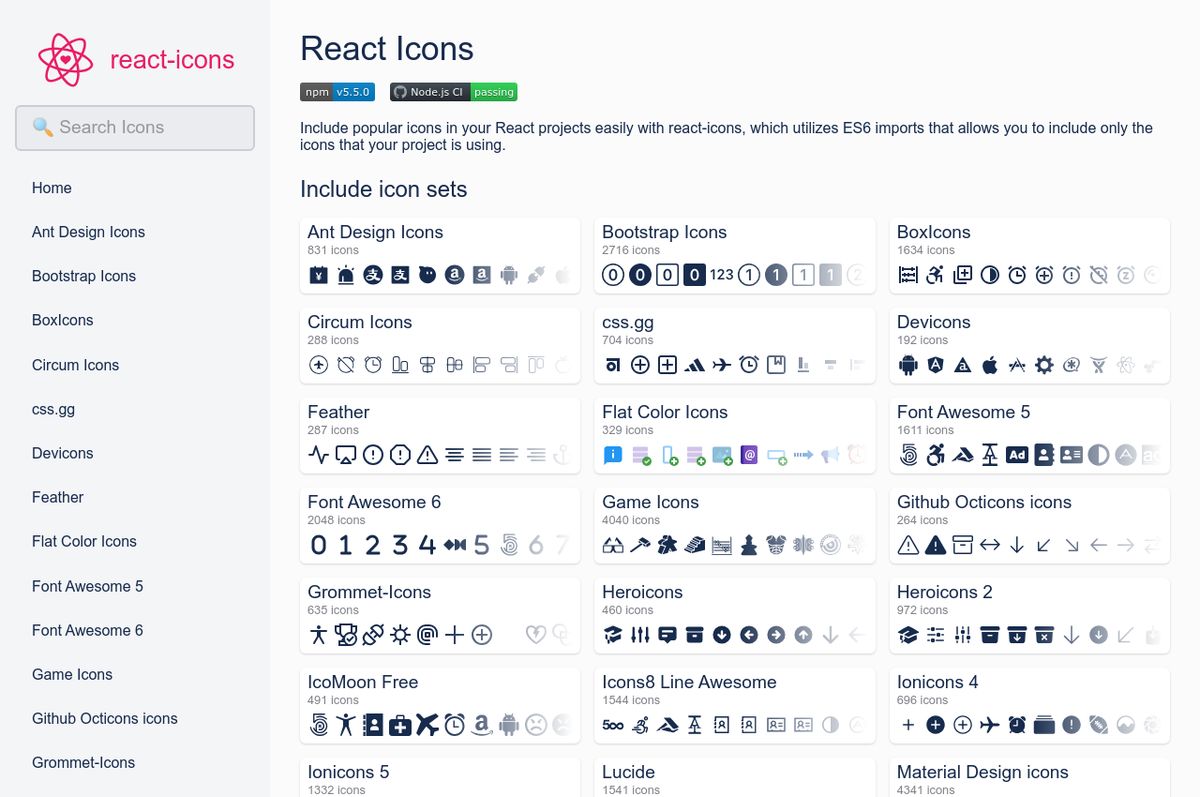 react-icons
🔍 Search Icons
Home
Ant Design Icons
Bootstrap Icons
BoxIcons
Circum Icons
css.gg
Devicons
Feather
Flat Color Icons
Font Awesome 5
Font Awesome 6
Game Icons
Github Octicons icons
Grommet-Icons
React Icons
npm v5.5.0
Node.js CI passing
Include popular icons in your React projects easily with react-icons, which utilizes ES6 imports that allows you to include only the
icons that your project is using.
Include icon sets
Ant Design Icons
831 icons
Bootstrap Icons
2716 icons
0 0 0 0 123 1 1 1 1 2
BoxIcons
1634 icons
Circum Icons
288 icons
css.gg
704 icons
Devicons
192 icons
Feather
287 icons
Flat Color Icons
329 icons
Font Awesome 5
1611 icons
Ad
Font Awesome 6
2048 icons
0 1 2 3 4 5 6 7
Game Icons
4040 icons
Github Octicons icons
264 icons
Grommet-Icons
635 icons
Heroicons
460 icons
Heroicons 2
972 icons
IcoMoon Free
491 icons
Icons8 Line Awesome
1544 icons
500
Ionicons 4
696 icons
Ionicons 5
1332 icons
Lucide
1541 icons
Material Design icons
4341 icons